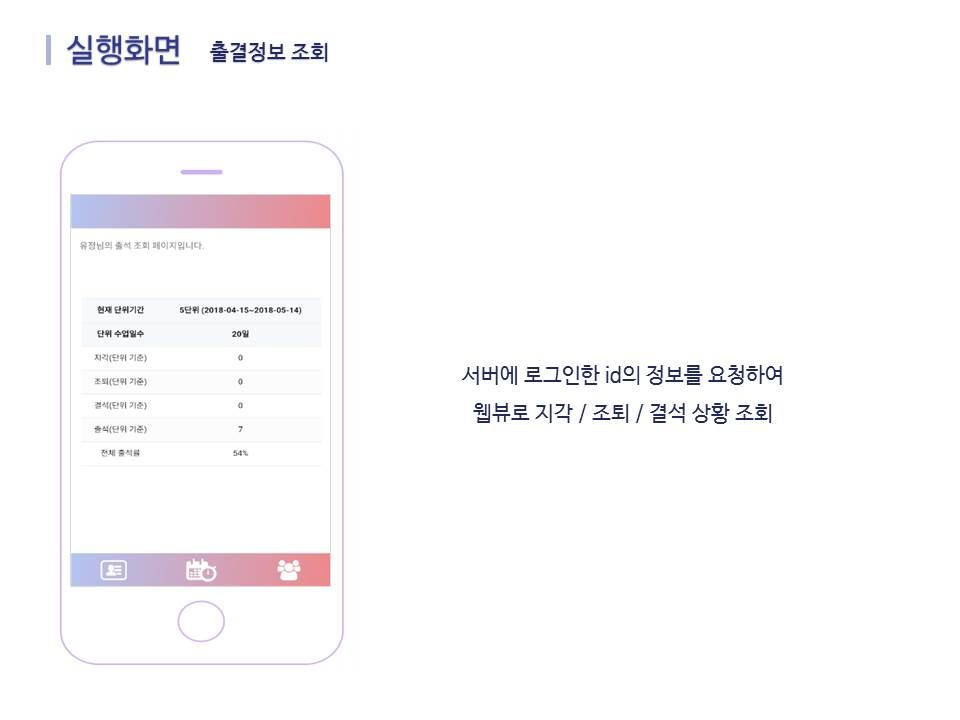 실행화면 출결정보 조회
유정님의 출석 조회 페이지입니다.
현재 단위기간 5단위 (2018-04-15~2018-05-14)
단위 수업일수 20일
지각(단위 기준) 0
조퇴(단위 기준) 0
결석(단위 기준) 0
출석(단위 기준) 7
전체 출석률 54%
서버에 로그인한 id의 정보를 요청하여
웹뷰로 지각 / 조퇴 / 결석 상황 조회